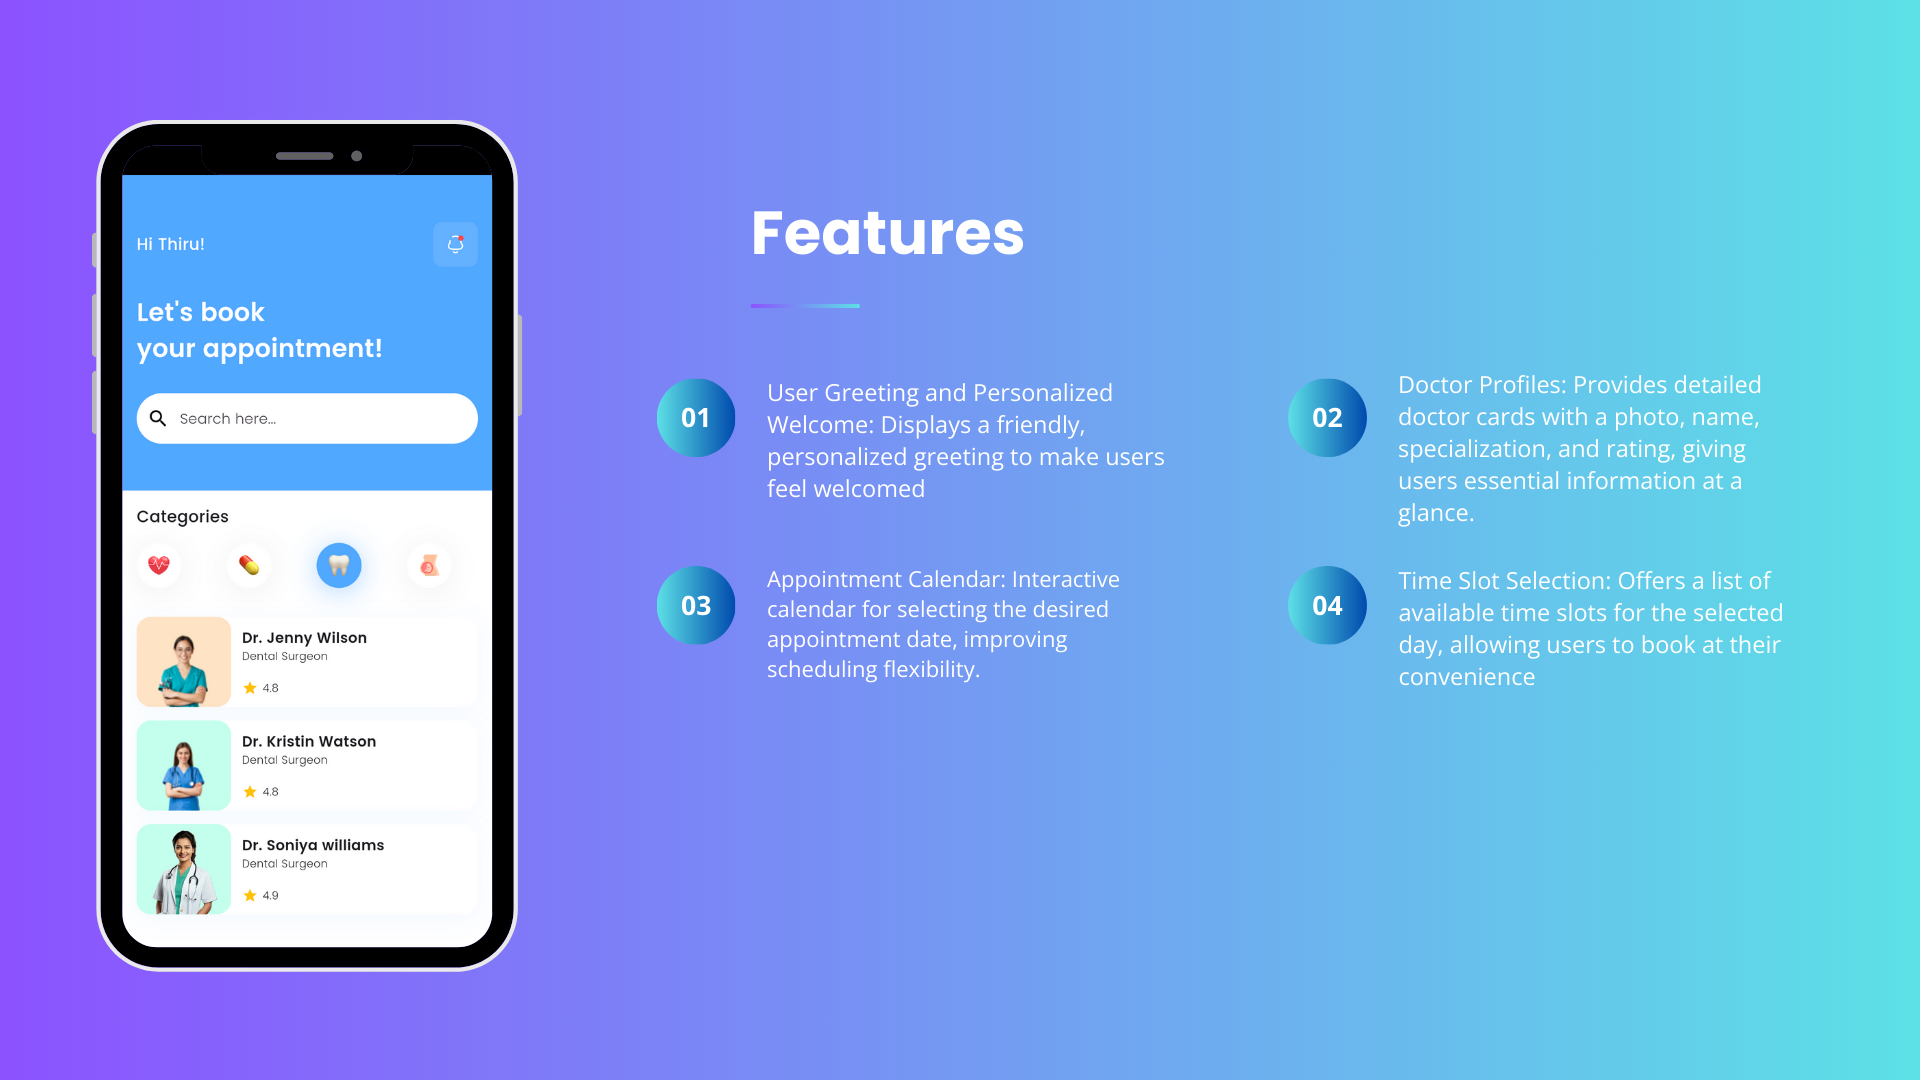 Hi Thiru!
Let's book
your appointment!
Search here...
Categories
Dr. Jenny Wilson
Dental Surgeon
4.8
Dr. Kristin Watson
Dental Surgeon
4.8
Dr. Soniya williams
Dental Surgeon
4.9
Features
01
User Greeting and Personalized
Welcome: Displays a friendly,
personalized greeting to make users
feel welcomed
02
Doctor Profiles: Provides detailed
doctor cards with a photo, name,
specialization, and rating, giving
users essential information at a
glance.
03
Appointment Calendar: Interactive
calendar for selecting the desired
appointment date, improving
scheduling flexibility.
04
Time Slot Selection: Offers a list of
available time slots for the selected
day, allowing users to book at their
convenience